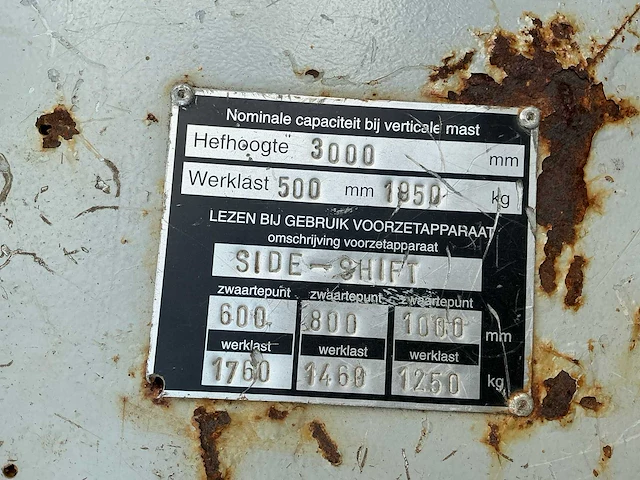 Nominale capaciteit bij verticale mast
Hefhoogte 3000 mm
Werklast 500 mm 1850 kg
LEZEN BIJ GEBRUIK VOORZETAPPARAAT
omschrijving voorzetapparaat
SIDE-SHIFT
zwaartepunt zwaartepunt zwaartepunt
600 800 1000 mm
werklast werklast werklast
1760 1460 1250 kg